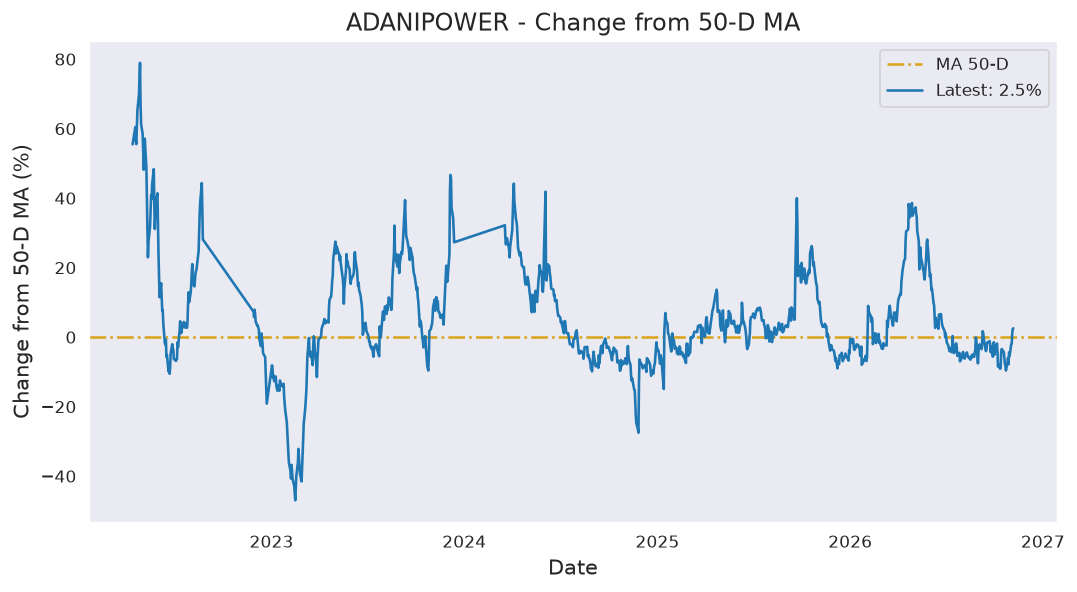 ADANIPOWER - Change from 50-D MA
MA 50-D
Latest: 2.5%
Change from 50-D MA (%)
80
60
40
20
0
−20
−40
2023
2024
2025
2026
2027
Date